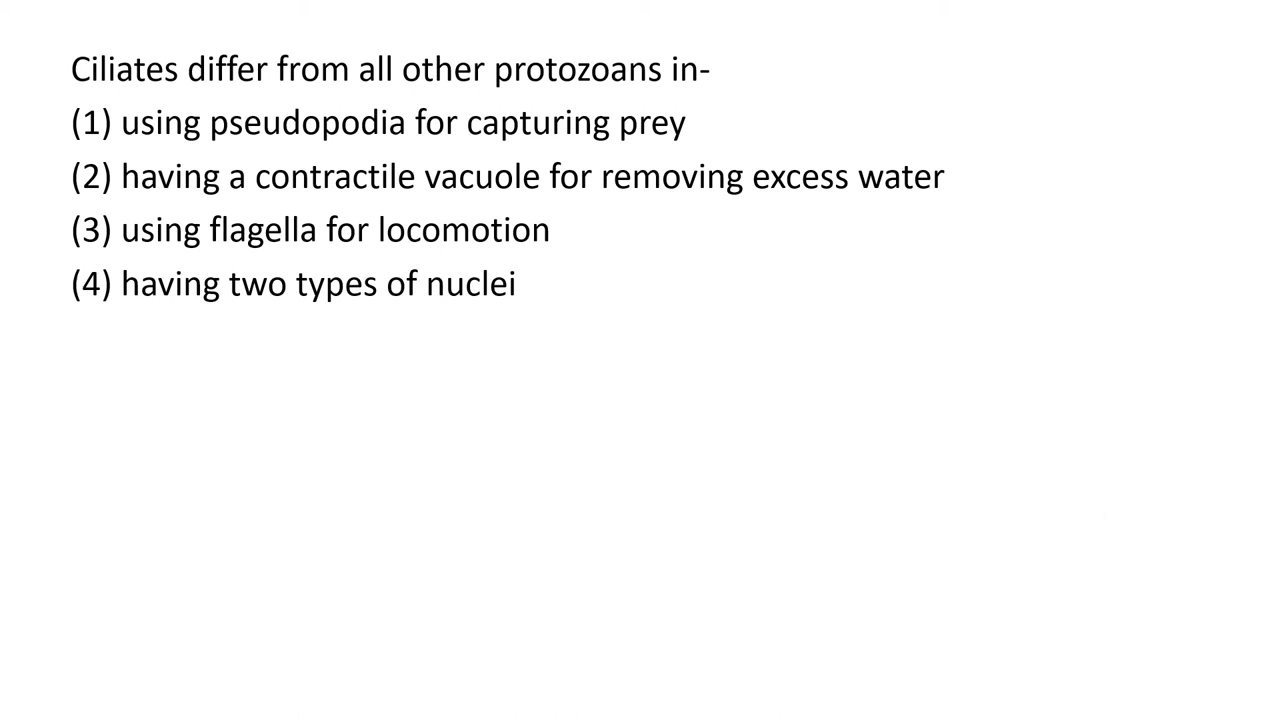 Ciliates differ from all other protozoans in-
(1) using pseudopodia for capturing prey
(2) having a contractile vacuole for removing excess water
(3) using flagella for locomotion
(4) having two types of nuclei